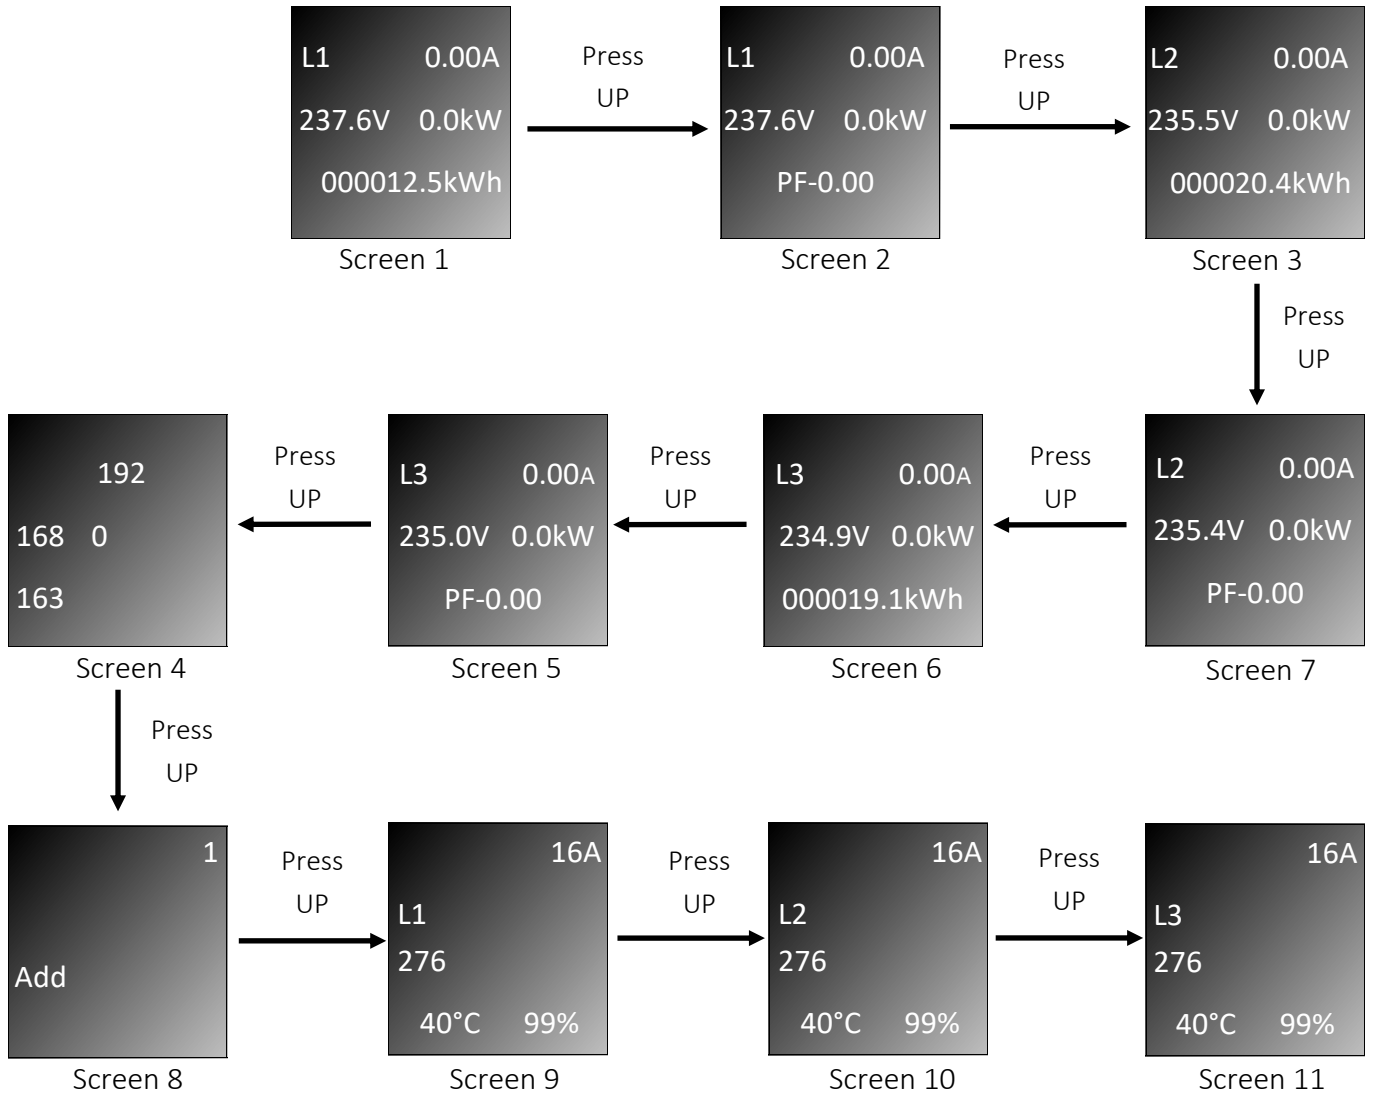 L1 0.00A
237.6V 0.0kW
000012.5kWh
Screen 1
Press
UP
L1 0.00A
237.6V 0.0kW
PF-0.00
Screen 2
Press
UP
L2 0.00A
235.5V 0.0kW
000020.4kWh
Screen 3
Press
UP
L2 0.00A
235.4V 0.0kW
PF-0.00
Screen 7
Press
UP
L3 0.00A
234.9V 0.0kW
000019.1kWh
Screen 6
Press
UP
L3 0.00A
235.0V 0.0kW
PF-0.00
Screen 5
Press
UP
192
168 0
163
Screen 4
Press
UP
1
Add
Screen 8
Press
UP
16A
L1
276
40°C 99%
Screen 9
Press
UP
16A
L2
276
40°C 99%
Screen 10
Press
UP
16A
L3
276
40°C 99%
Screen 11